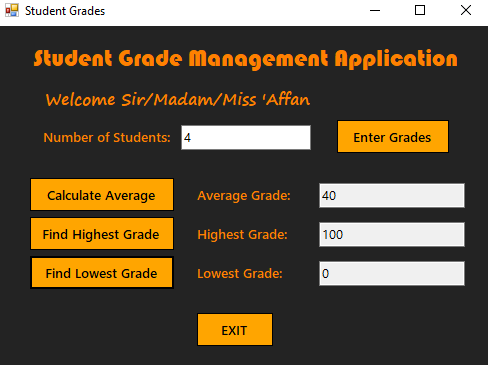 Student Grades
Student Grade Management Application
Welcome Sir/Madam/Miss 'Affan
Number of Students: 4 Enter Grades
Calculate Average Average Grade: 40
Find Highest Grade Highest Grade: 100
Find Lowest Grade Lowest Grade: 0
EXIT